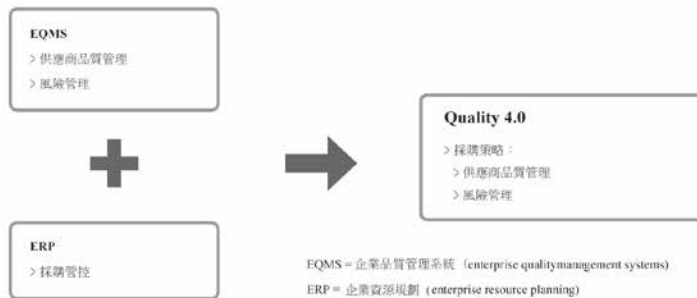 EQMS
> 供應商品質管理
> 風險管理
ERP
> 採購管控
Quality 4.0
> 採購策略：
> 供應商品質管理
> 風險管理
EQMS = 企業品質管理系統 （enterprise qualitymanagement systems)
ERP = 企業資源規劃 （enterprise resource planning)